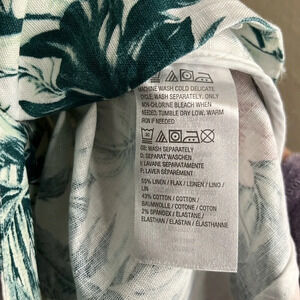 MACHINE WASH COLD DELICATE
CYCLE, WASH SEPARATELY, ONLY
NON-CHLORINE BLEACH WHEN
NEEDED, TUMBLE DRY LOW, WARM
IRON IF NEEDED
GB: WASH SEPARATELY
D: SEPARAT WASCHEN
I: LAVARE SEPARATAMENTE
F: LAVER SÉPARÉMENT
55% LINEN / FLAX / LEINEN / LINO /
LIN
43% COTTON / COTTON /
BAUMWOLLE / COTONE / COTON
2% SPANDEX / ELASTANE /
ELASTHAN / ELASTAN / ÉLASTHANNE